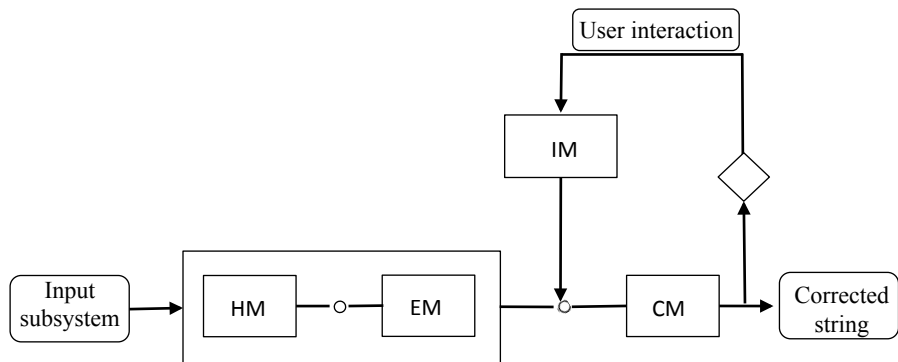 User interaction
IM
Input
subsystem
HM
EM
CM
Corrected
string